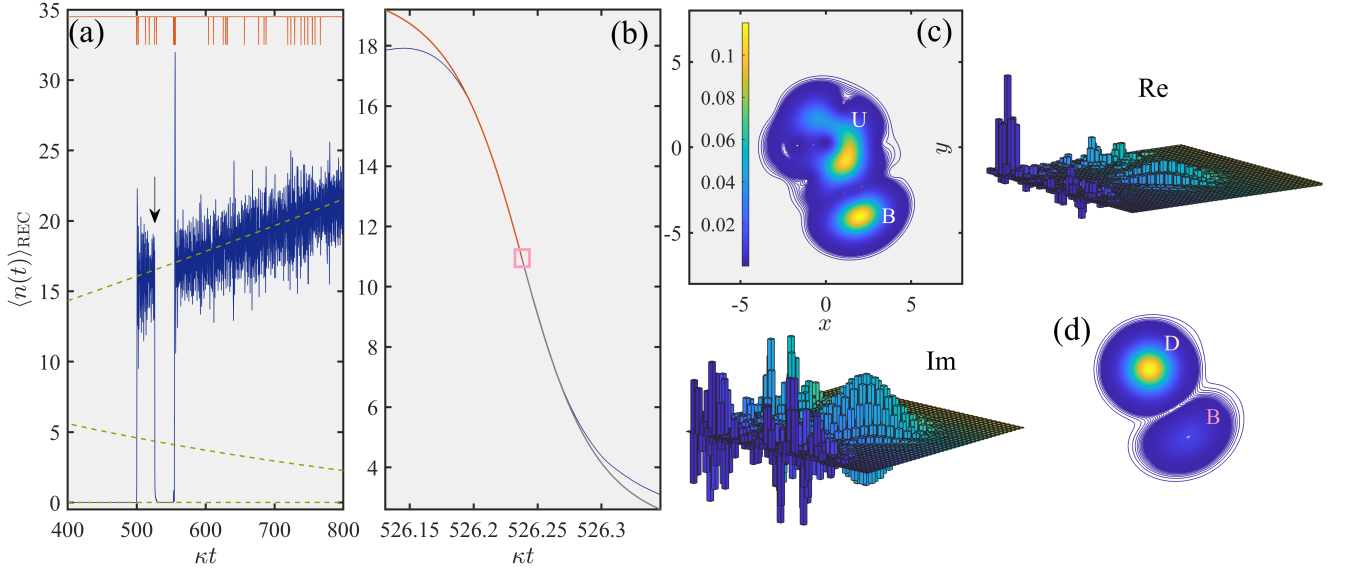 (a)
35
30
25
20
15
10
5
0
⟨n(t)⟩REC
400 500 600 700 800
κt
(b)
18
16
14
12
10
8
6
4
526.15 526.2 526.25 526.3
κt
(c)
0.1
0.08
0.06
0.04
0.02
U
B
5
0
-5
y
-5 0 5
x
Re
Im
(d)
D
B